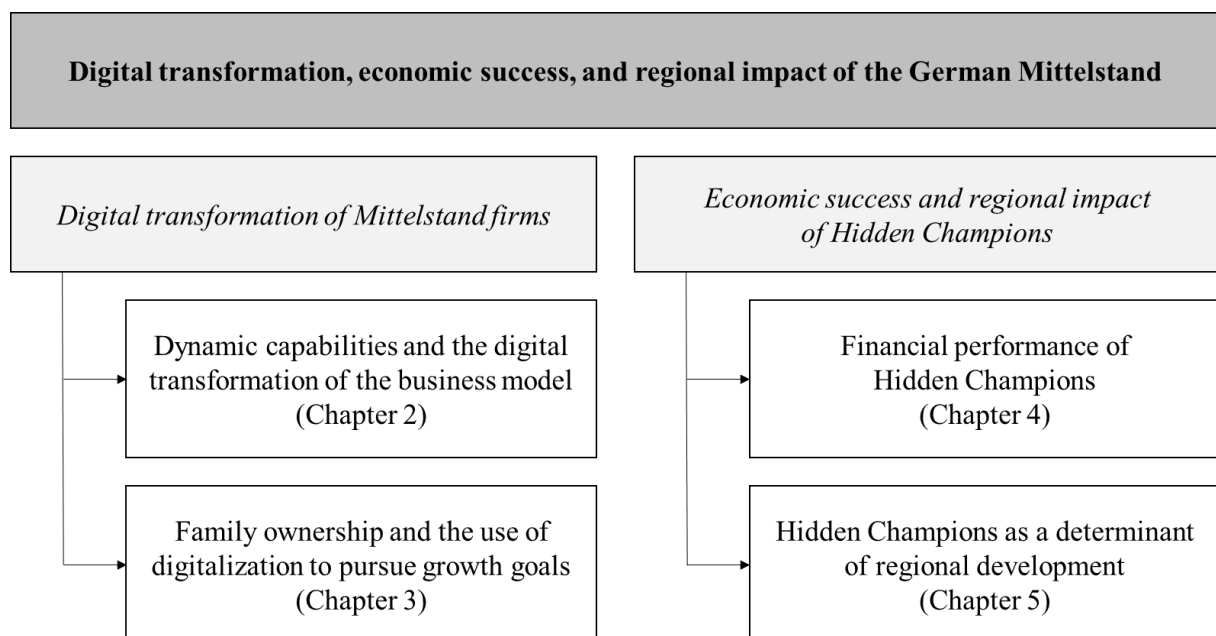 Digital transformation, economic success, and regional impact of the German Mittelstand
Digital transformation of Mittelstand firms
Dynamic capabilities and the digital
transformation of the business model
(Chapter 2)
Family ownership and the use of
digitalization to pursue growth goals
(Chapter 3)
Economic success and regional impact
of Hidden Champions
Financial performance of
Hidden Champions
(Chapter 4)
Hidden Champions as a determinant
of regional development
(Chapter 5)